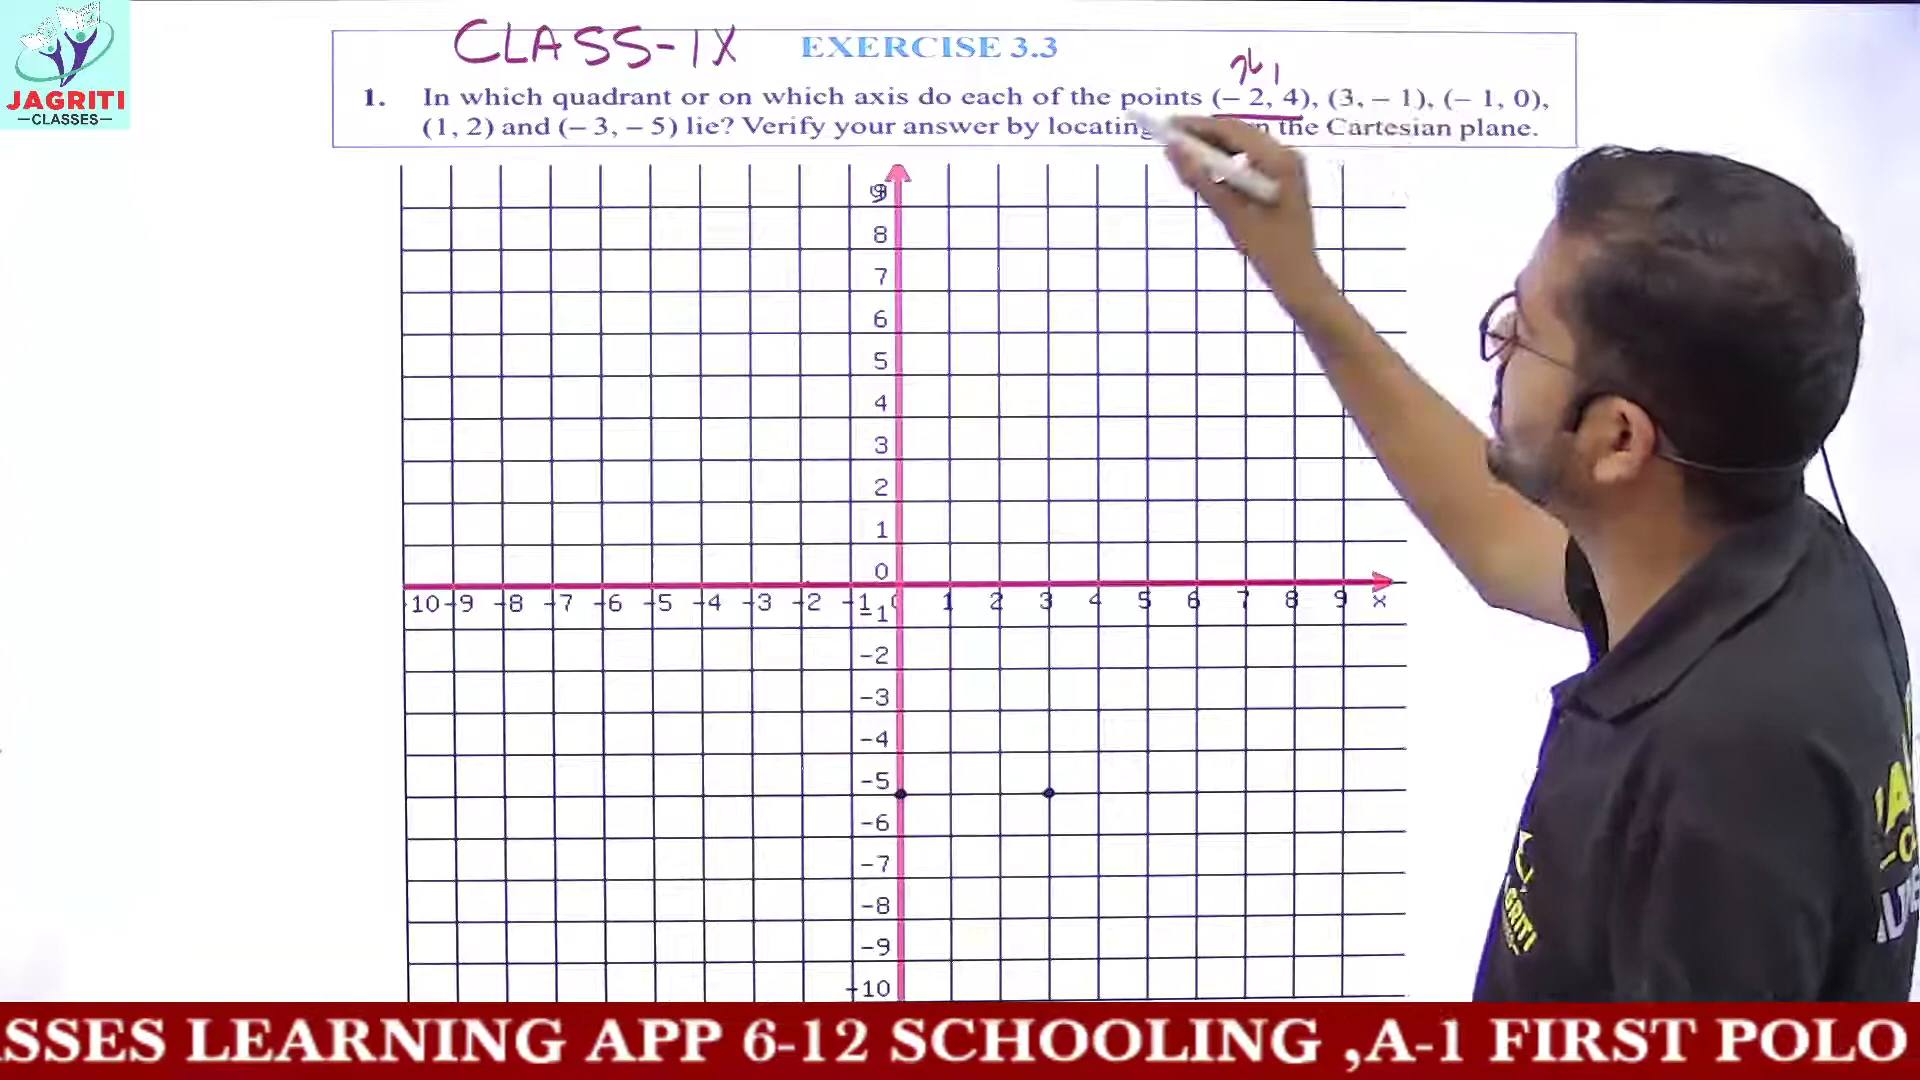 JAGRITI
—CLASSES—
CLASS-IX
EXERCISE 3.3
1. In which quadrant or on which axis do each of the points (– 2, 4), (3, – 1), (– 1, 0),
(1, 2) and (– 3, – 5) lie? Verify your answer by locating the Cartesian plane.
9
8
7
6
5
4
3
2
1
0
-10 -9 -8 -7 -6 -5 -4 -3 -2 -1 0 1 2 3 4 5 6 7 8 9 x
-1
-2
-3
-4
-5
-6
-7
-8
-9
-10
SSES LEARNING APP 6-12 SCHOOLING ,A-1 FIRST POLO